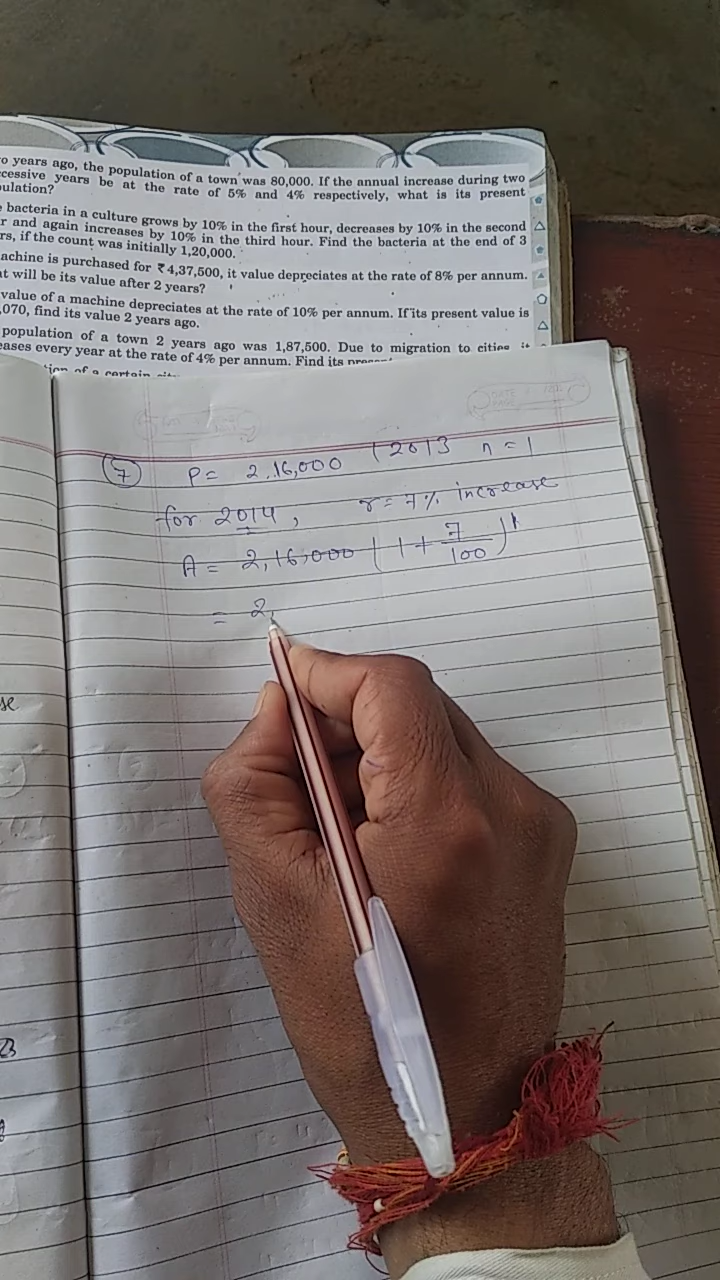 o years ago, the population of a town was 80,000. If the annual increase during two
cessive years be at the rate of 5% and 4% respectively, what is its present
ulation?
bacteria in a culture grows by 10% in the first hour, decreases by 10% in the second
r and again increases by 10% in the third hour. Find the bacteria at the end of 3
rs, if the count was initially 1,20,000.
achine is purchased for ₹4,37,500, it value depreciates at the rate of 8% per annum.
at will be its value after 2 years?
value of a machine depreciates at the rate of 10% per annum. If its present value is
,070, find its value 2 years ago.
population of a town 2 years ago was 1,87,500. Due to migration to cities, it
eases every year at the rate of 4% per annum. Find its
tion of a certain
DATE
PAGE
7 P = 2,16,000 | 2013 n = 1
for 2014, r = 7% increase
A = 2,16,000 (1 + 7/100)^1
= 2,
se